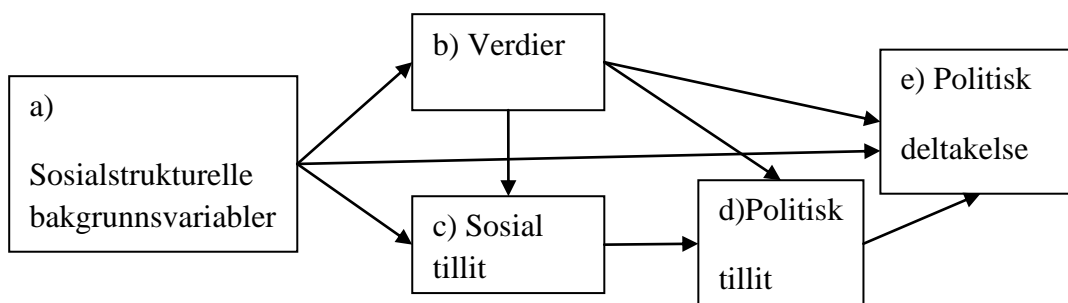 a)
Sosialstrukturelle
bakgrunnsvariabler
b) Verdier
c) Sosial
tillit
d)Politisk
tillit
e) Politisk
deltakelse